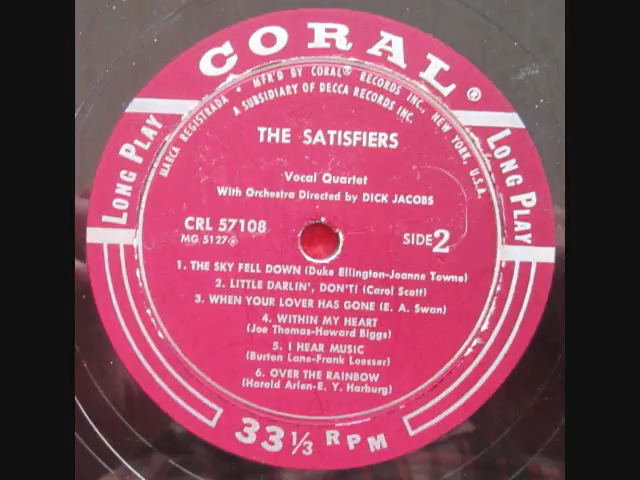 CORAL®
LONG PLAY
LONG PLAY
MARCA REGISTRADA • MFR'D BY CORAL® RECORDS INC., NEW YORK, U.S.A.
A SUBSIDIARY OF DECCA RECORDS INC.
THE SATISFIERS
Vocal Quartet
With Orchestra Directed by DICK JACOBS
CRL 57108
MG 5127
SIDE 2
1. THE SKY FELL DOWN (Duke Ellington-Joanne Towne)
2. LITTLE DARLIN', DON'T! (Carol Scott)
3. WHEN YOUR LOVER HAS GONE (E. A. Swan)
4. WITHIN MY HEART
(Joe Thomas-Howard Biggs)
5. I HEAR MUSIC
(Burton Lane-Frank Loesser)
6. OVER THE RAINBOW
(Harold Arlen-E. Y. Harburg)
33 1/3 RPM